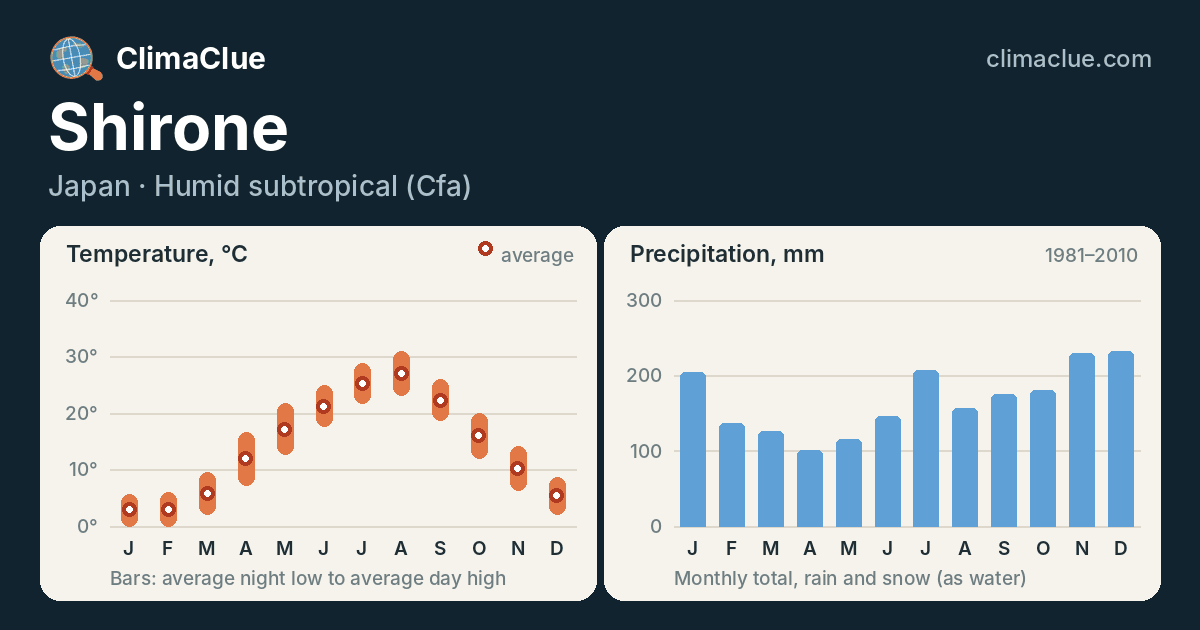 ClimaClue
climaclue.com
Shirone
Japan · Humid subtropical (Cfa)
Temperature, °C
average
40°
30°
20°
10°
0°
J F M A M J J A S O N D
Bars: average night low to average day high
Precipitation, mm
1981–2010
300
200
100
0
J F M A M J J A S O N D
Monthly total, rain and snow (as water)